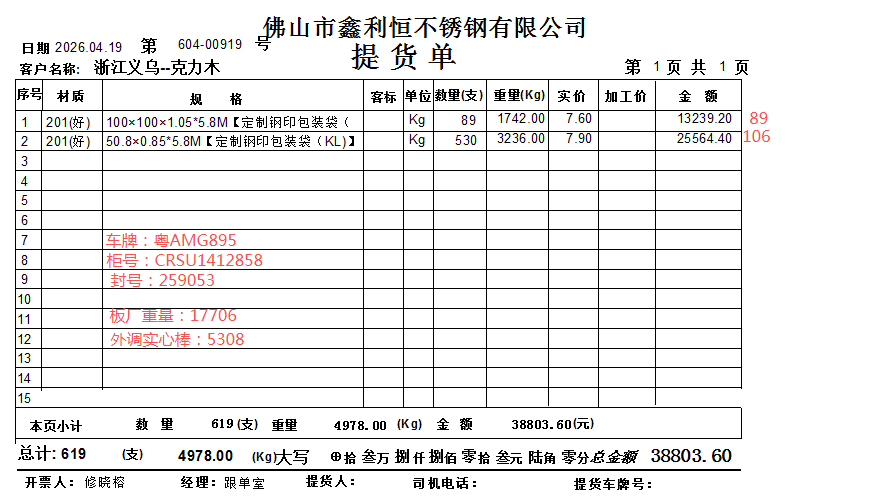 佛山市鑫利恒不锈钢有限公司
日期 2026.04.19 第 604-00919 号
提货单
客户名称: 浙江义乌--克力木 第 1 页 共 1 页
序号 材质 规 格 客标 单位 数量(支) 重量(Kg) 实价 加工价 金 额
1 201(好) 100×100×1.05*5.8M【定制钢印包装袋（ Kg 89 1742.00 7.60 13239.20 89
2 201(好) 50.8×0.85*5.8M【定制钢印包装袋（KL)】 Kg 530 3236.00 7.90 25564.40 106
3
4
5
6
7 车牌：粤AMG895
8 柜号：CRSU1412858
9 封号：259053
10
11 板厂重量：17706
12 外调实心棒：5308
13
14
15
本页小计 数 量 619(支) 重量 4978.00 (Kg) 金 额 38803.60(元)
总计: 619 (支) 4978.00 (Kg)大写 ⊕拾 叁万 捌仟 捌佰 零拾 叁元 陆角 零分 总金额 38803.60
开票人: 修晓榕 经理: 跟单室 提货人: 司机电话: 提货车牌号: